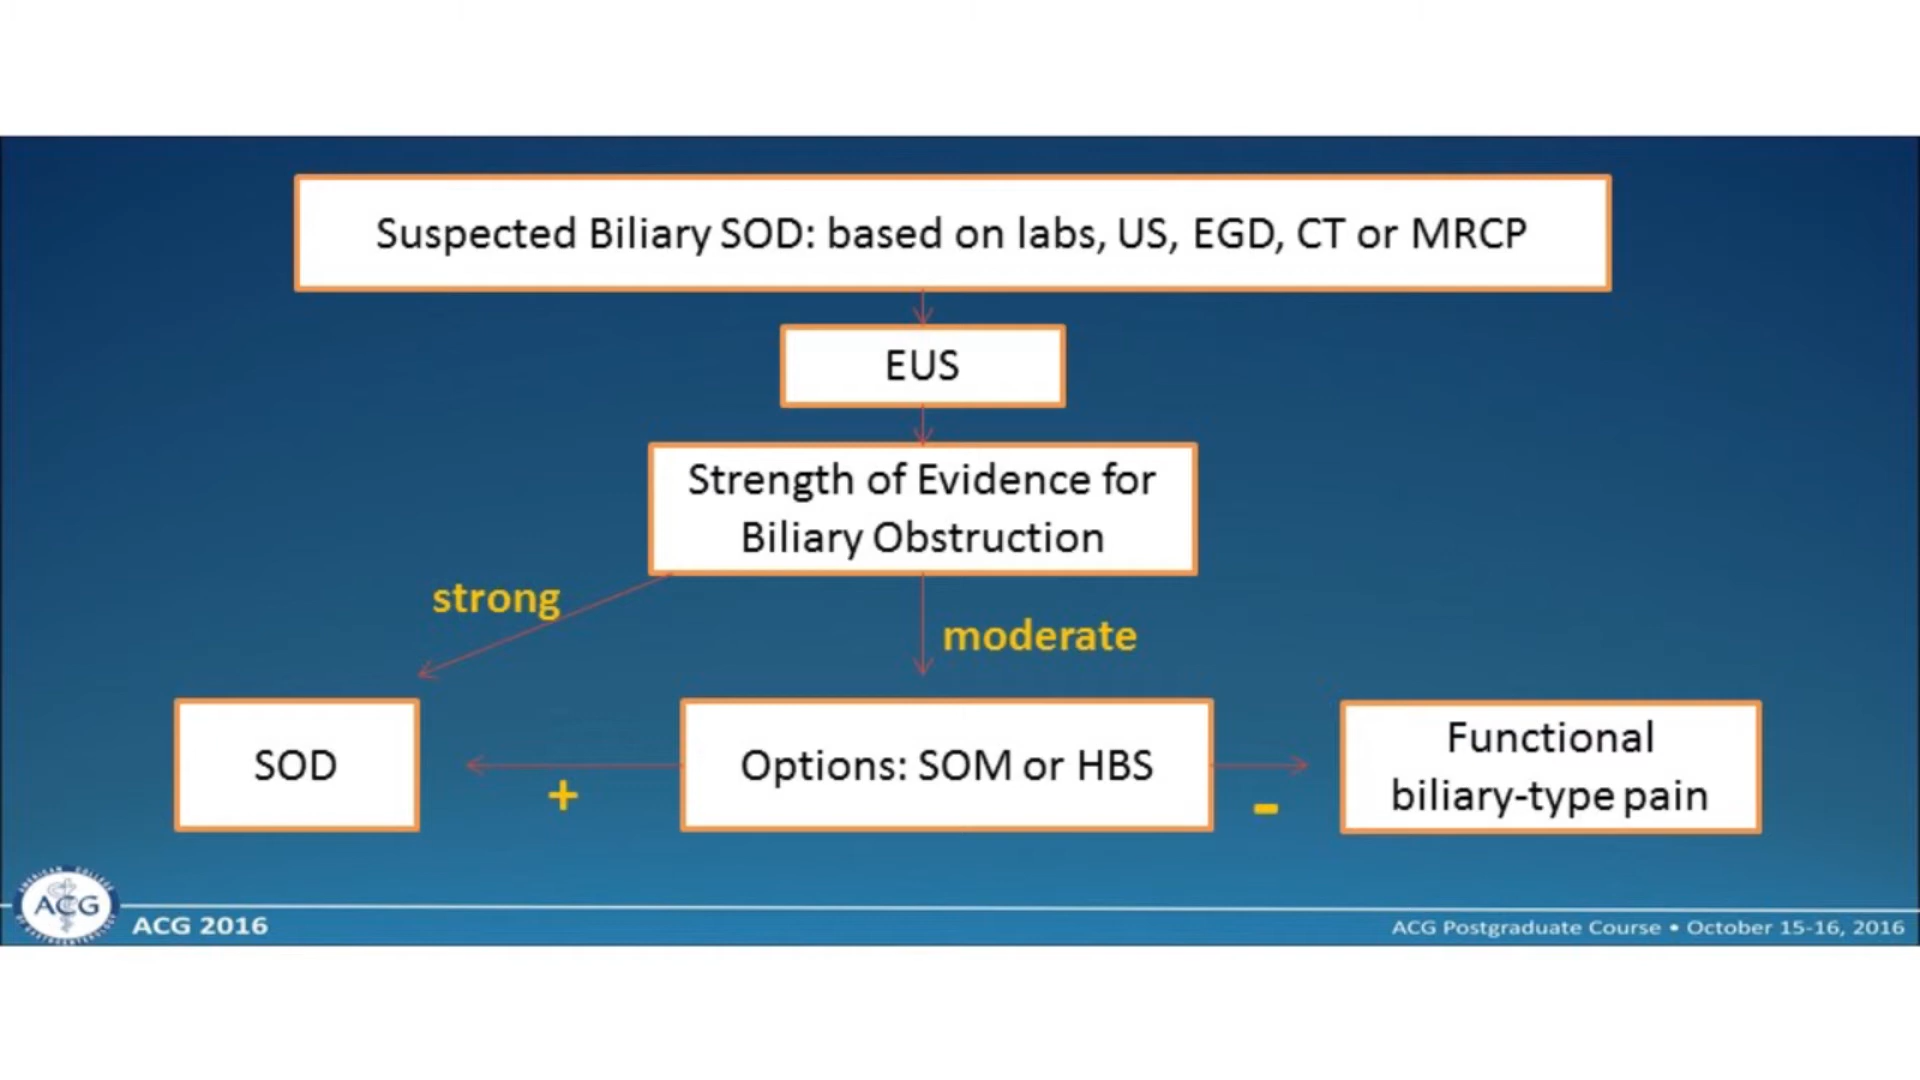 Suspected Biliary SOD: based on labs, US, EGD, CT or MRCP
EUS
Strength of Evidence for
Biliary Obstruction
strong
moderate
SOD
+
Options: SOM or HBS
-
Functional
biliary-type pain
ACG
ACG 2016
ACG Postgraduate Course • October 15-16, 2016